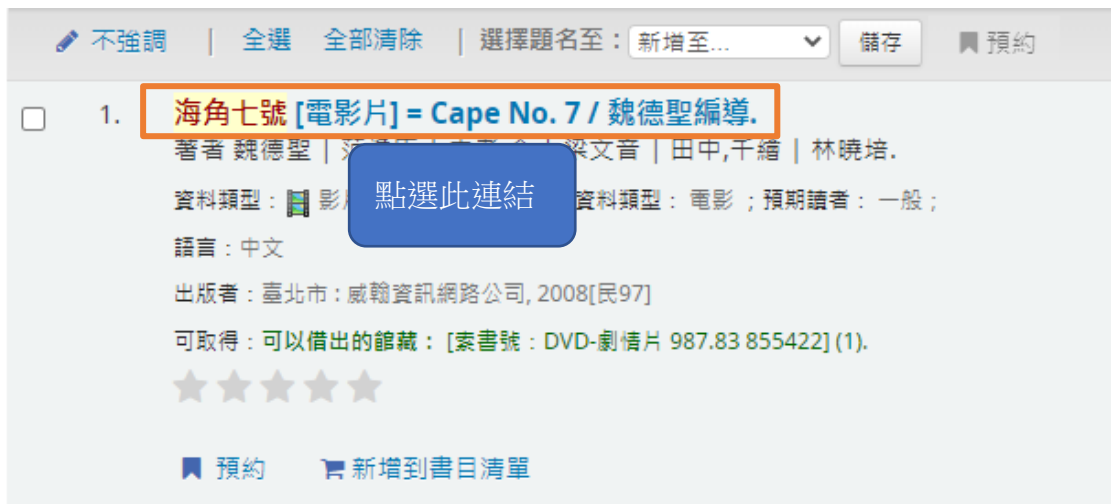 不強調 | 全選 全部清除 | 選擇題名至： 新增至... 儲存 預約
1. 海角七號 [電影片] = Cape No. 7 / 魏德聖編導.
著者 魏德聖 | 梁文音 | 田中,千繪 | 林曉培.
點選此連結
資料類型： 影 資料類型： 電影 ; 預期讀者： 一般 ;
語言：中文
出版者：臺北市 : 威翰資訊網路公司, 2008[民97]
可取得：可以借出的館藏： [索書號：DVD-劇情片 987.83 855422] (1).
預約 新增到書目清單